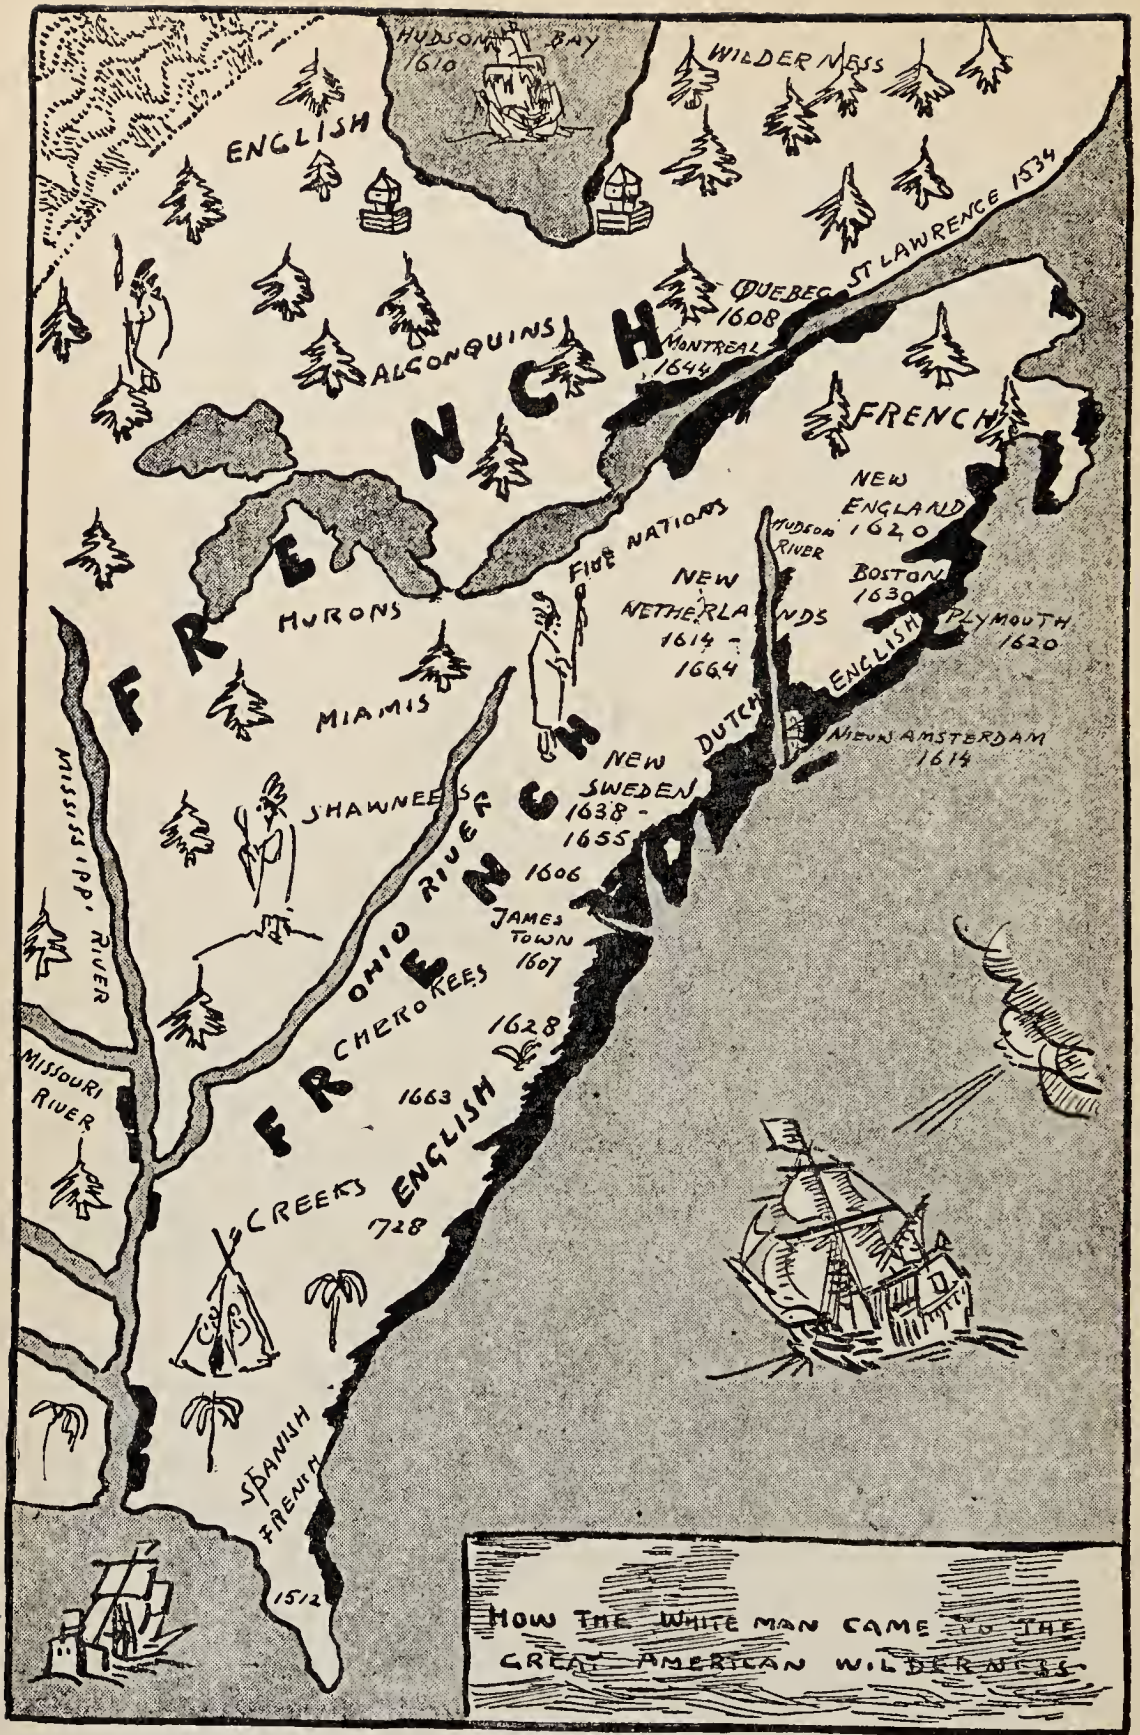 HUDSON BAY
1610
WILDERNESS
ENGLISH
ST LAWRENCE 1534
QUEBEC
1608
MONTREAL
1644
ALGONQUINS
FRENCH
FRENCH
NEW
ENGLAND
1620
HUDSON
RIVER
FIVE NATIONS
BOSTON
1630
NEW
NETHERLANDS
1614 -
1664
PLYMOUTH
1620
ENGLISH
HURONS
MIAMIS
DUTCH
NIEUW AMSTERDAM
1614
NEW
SWEDEN
1638 -
1655
SHAWNEES
MISSISSIPPI RIVER
OHIO RIVER
FRENCH
1606
JAMES
TOWN
1607
CHEROKEES
1628
MISSOURI
RIVER
1663
ENGLISH
CREEKS
1728
SPANISH
FRENCH
1512
HOW THE WHITE MAN CAME TO THE
GREAT AMERICAN WILDERNESS